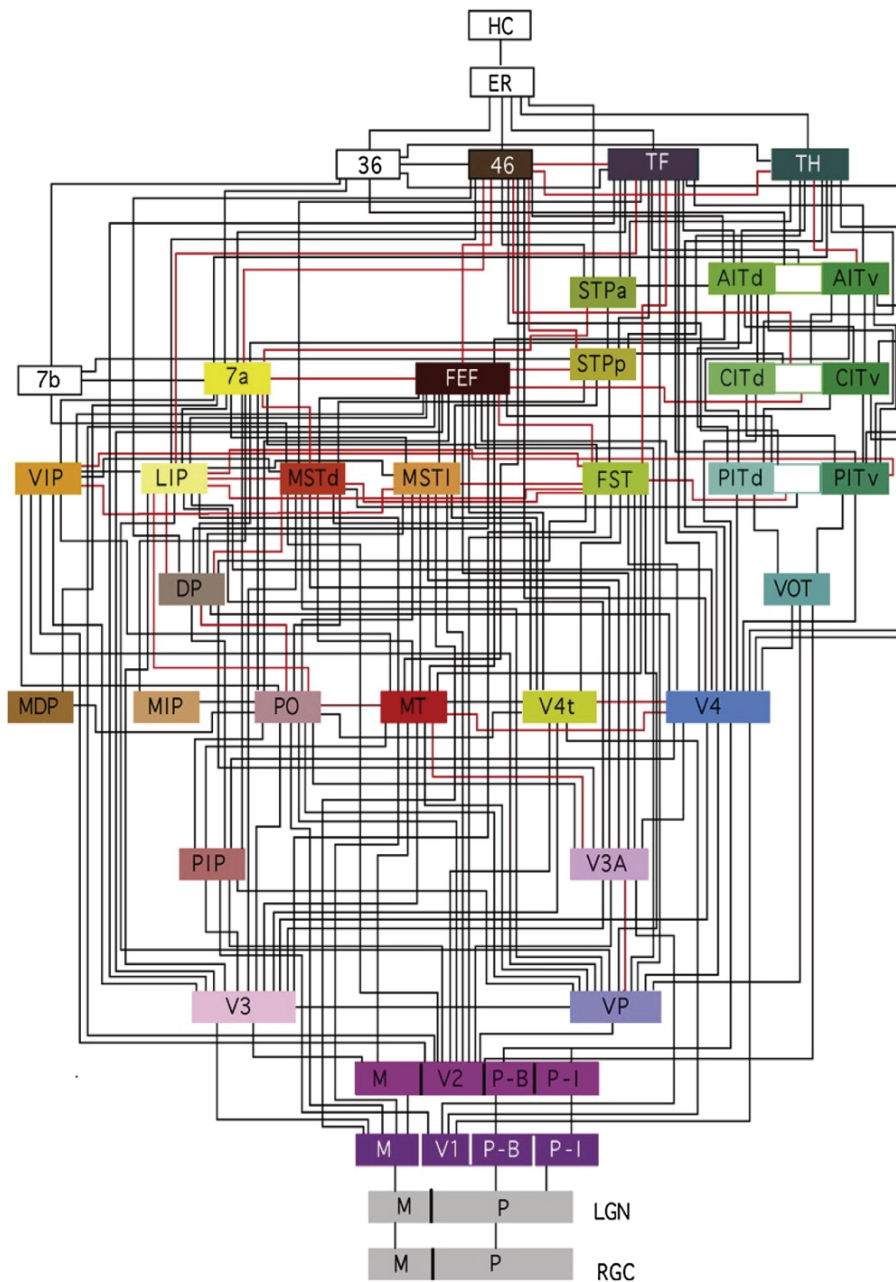 HC
ER
36 46 TF TH
AITd AITv
STPa
STPp
7b 7a FEF CITd CITv
VIP LIP MSTd MSTl FST PITd PITv
DP VOT
MDP MIP PO MT V4t V4
PIP V3A
V3 VP
M V2 P-B P-I
M V1 P-B P-I
M P LGN
M P RGC